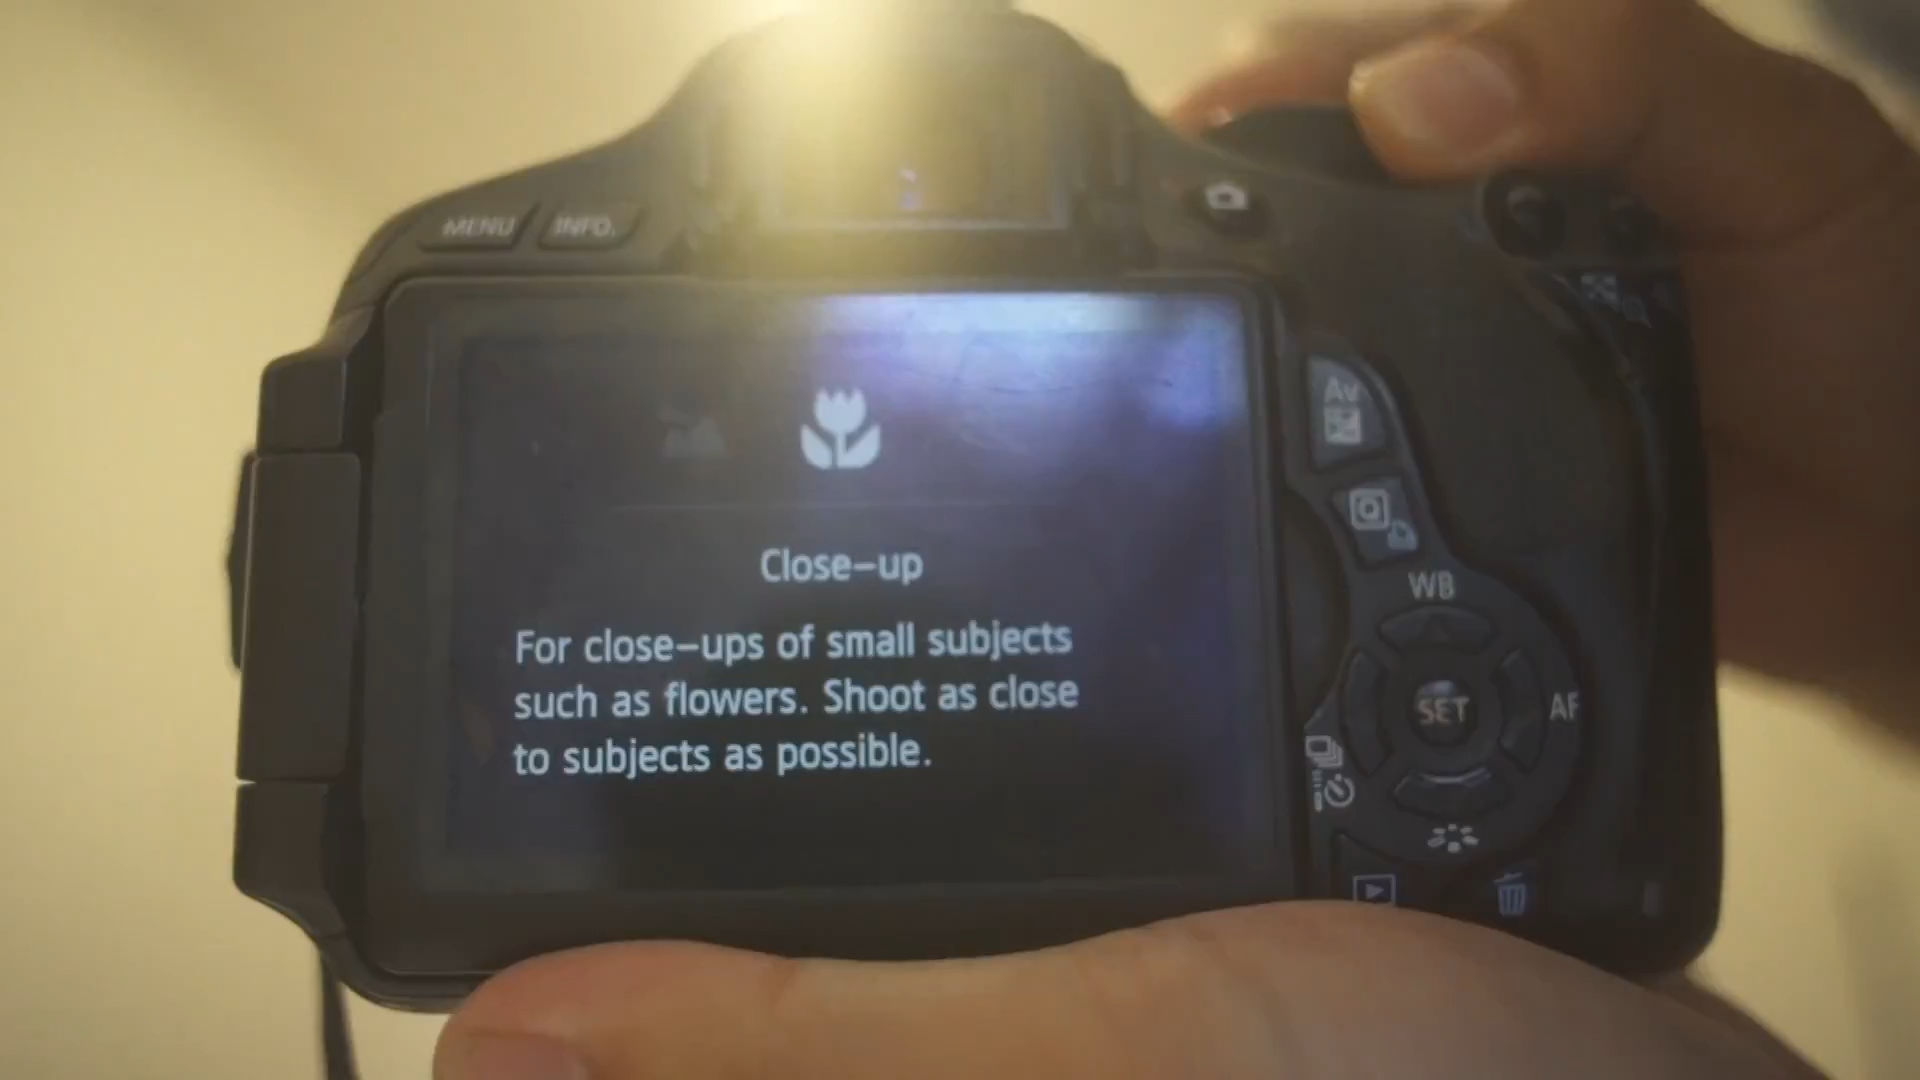 MENU INFO.
Av
Q
Close-up
WB
For close-ups of small subjects
such as flowers. Shoot as close
to subjects as possible.
SET AF